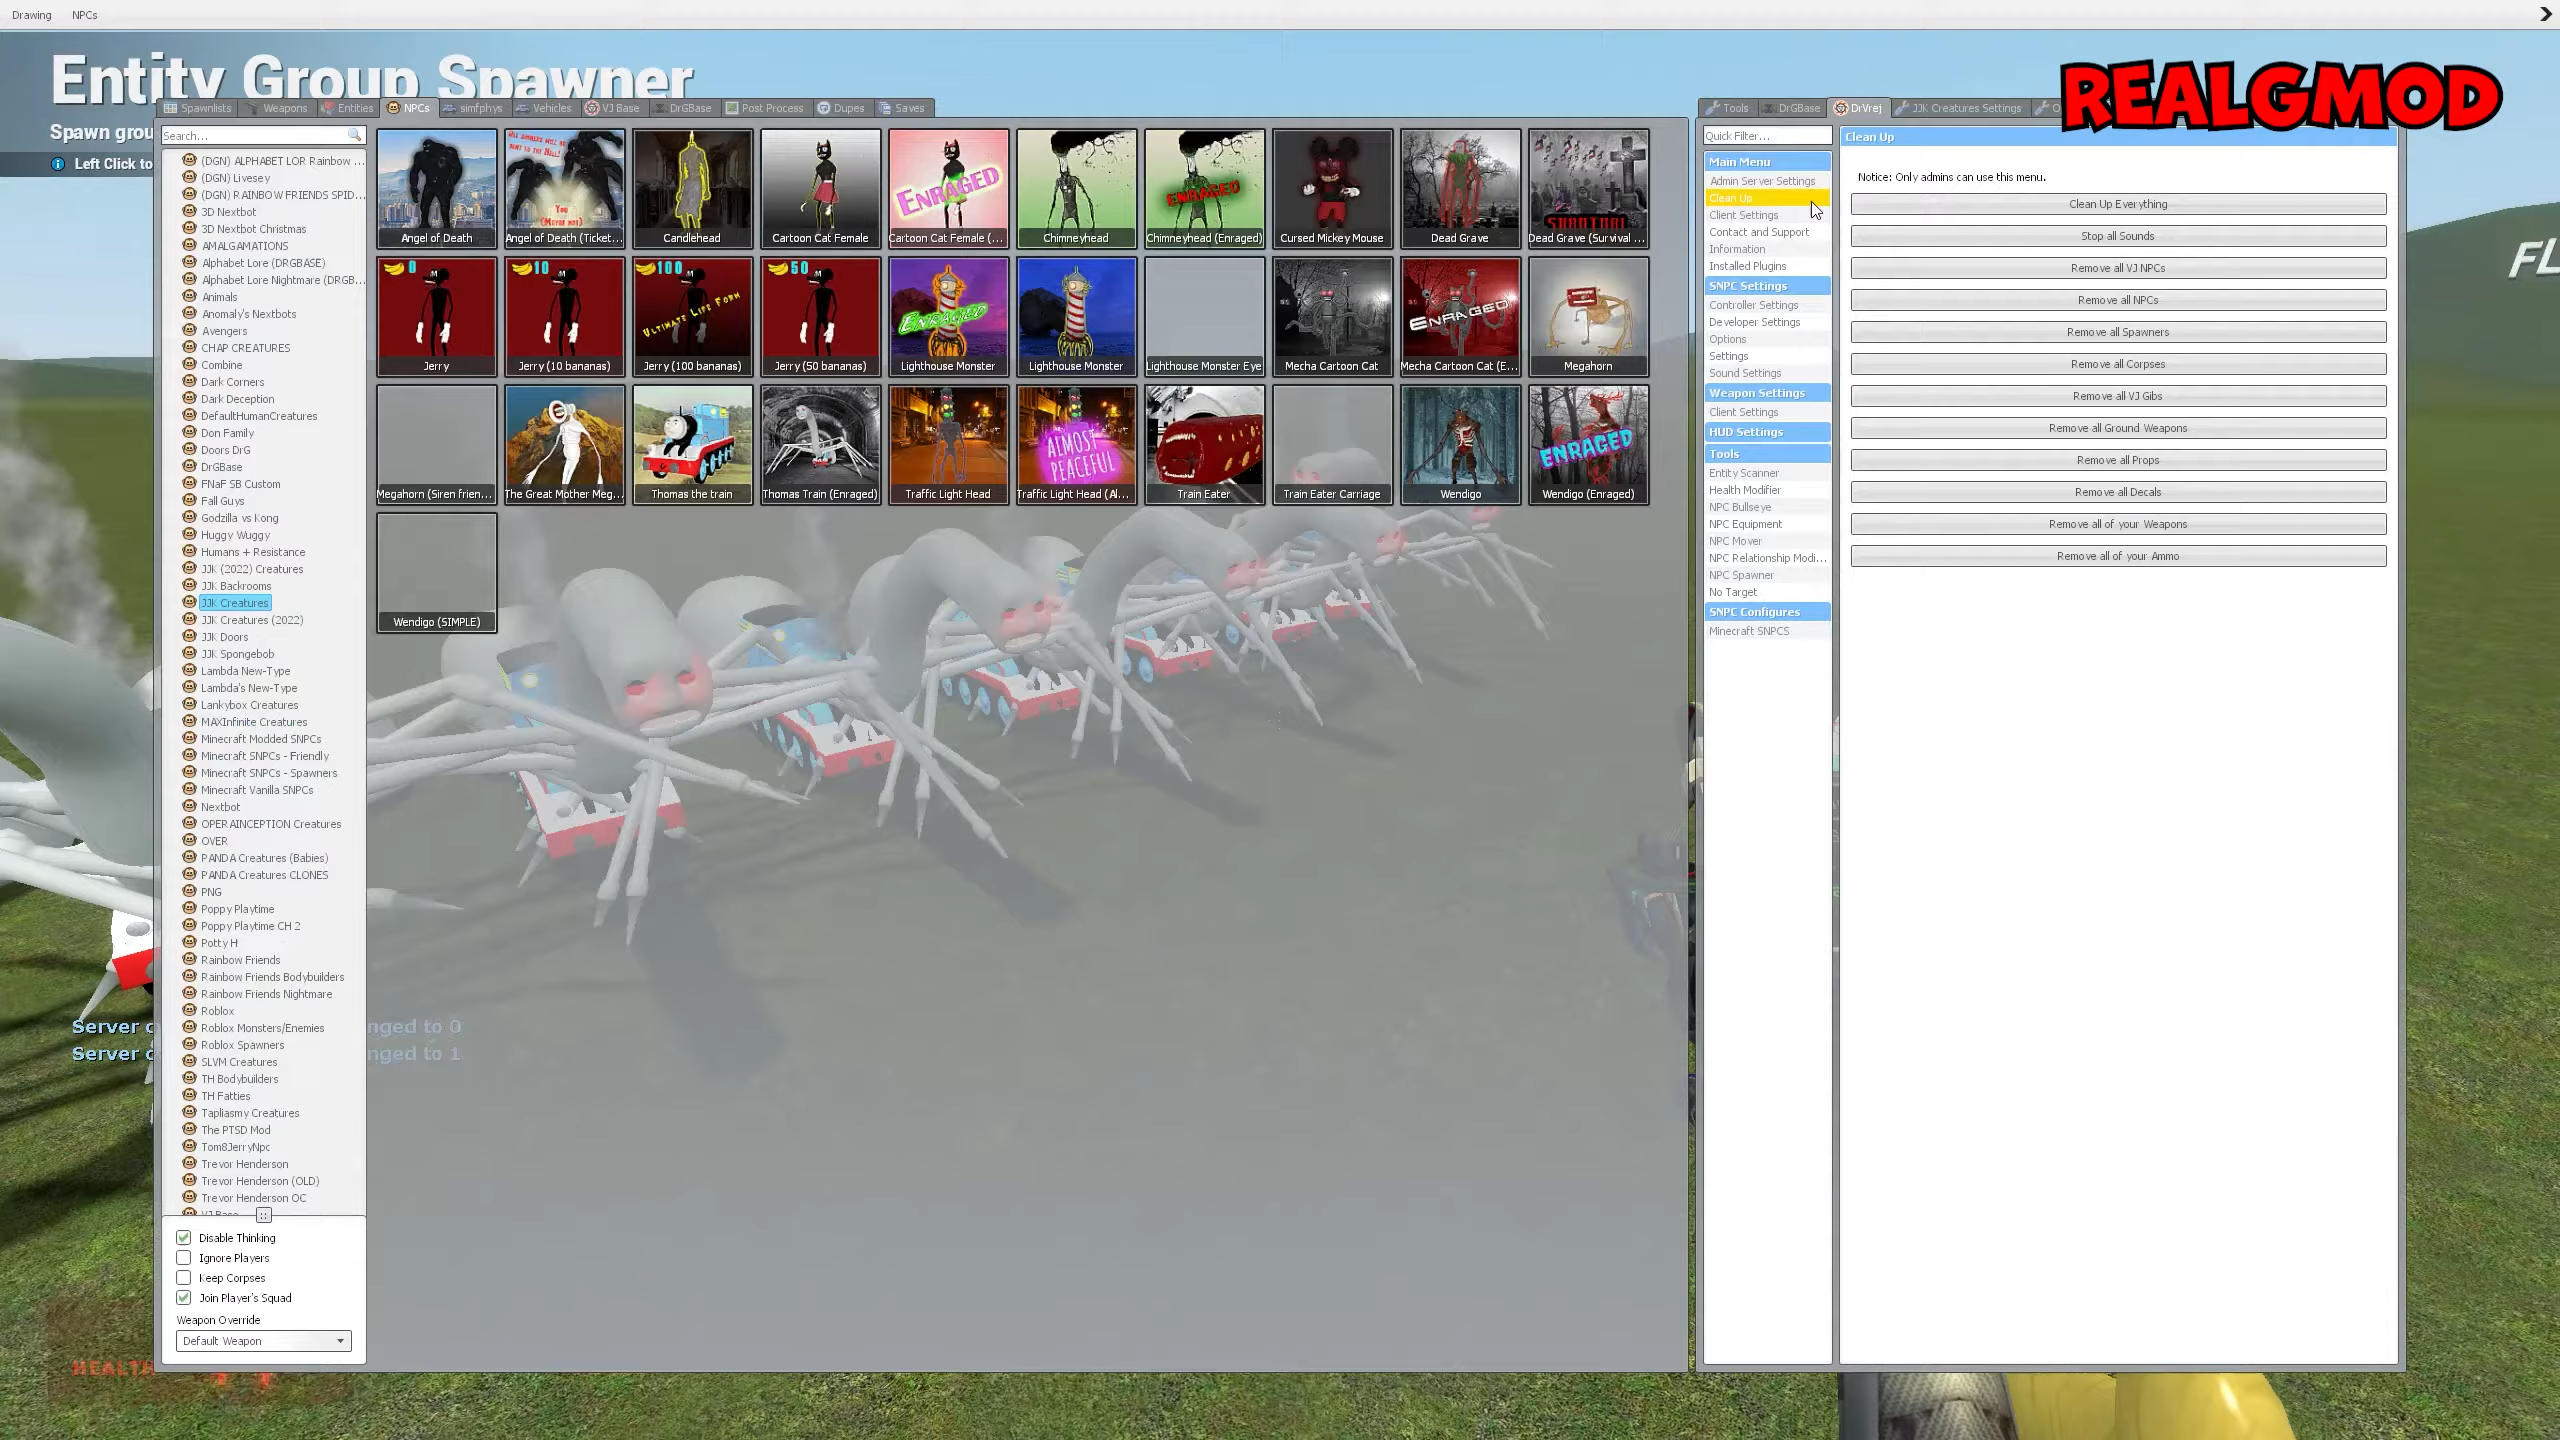 Drawing NPCs
Entity Group Spawner
Spawn grou
Left Click to
REALGMOD
FL
Spawnlists Weapons Entities NPCs simfphys Vehicles VJ Base DrGBase Post Process Dupes Saves
Search...
(DGN) ALPHABET LOR Rainbow ...
(DGN) Livesey
(DGN) RAINBOW FRIENDS SPID...
3D Nextbot
3D Nextbot Christmas
AMALGAMATIONS
Alphabet Lore (DRGBASE)
Alphabet Lore Nightmare (DRGB...
Animals
Anomaly's Nextbots
Avengers
CHAP CREATURES
Combine
Dark Corners
Dark Deception
DefaultHumanCreatures
Don Family
Doors DrG
DrGBase
FNaF SB Custom
Fall Guys
Godzilla vs Kong
Huggy Wuggy
Humans + Resistance
JJK (2022) Creatures
JJK Backrooms
JJK Creatures
JJK Creatures (2022)
JJK Doors
JJK Spongebob
Lambda New-Type
Lambda's New-Type
Lankybox Creatures
MAXInfinite Creatures
Minecraft Modded SNPCs
Minecraft SNPCs - Friendly
Minecraft SNPCs - Spawners
Minecraft Vanilla SNPCs
Nextbot
OPERAINCEPTION Creatures
OVER
PANDA Creatures (Babies)
PANDA Creatures CLONES
PNG
Poppy Playtime
Poppy Playtime CH 2
Potty H
Rainbow Friends
Rainbow Friends Bodybuilders
Rainbow Friends Nightmare
Roblox
Roblox Monsters/Enemies
Roblox Spawners
SLVM Creatures
TH Bodybuilders
TH Fatties
Tapliasmy Creatures
The PTSD Mod
Tom&JerryNpc
Trevor Henderson
Trevor Henderson (OLD)
Trevor Henderson OC
VJ Base
Disable Thinking
Ignore Players
Keep Corpses
Join Player's Squad
Weapon Override
Default Weapon
Server c
nged to 0
Server c
nged to 1
HEALTH
ENRAGED
ENRAGED
SURVIVAL
Angel of Death
Angel of Death (Ticket...
Candlehead
Cartoon Cat Female
Cartoon Cat Female (...
Chimneyhead
Chimneyhead (Enraged)
Cursed Mickey Mouse
Dead Grave
Dead Grave (Survival ...
0
10
100
50
ULTIMATE LIFE FORM
ENRAGED
ENRAGED
Jerry
Jerry (10 bananas)
Jerry (100 bananas)
Jerry (50 bananas)
Lighthouse Monster
Lighthouse Monster
Lighthouse Monster Eye
Mecha Cartoon Cat
Mecha Cartoon Cat (E...
Megahorn
ALMOST PEACEFUL
ENRAGED
Megahorn (Siren frien...
The Great Mother Meg...
Thomas the train
Thomas Train (Enraged)
Traffic Light Head
Traffic Light Head (Al...
Train Eater
Train Eater Carriage
Wendigo
Wendigo (Enraged)
Wendigo (SIMPLE)
Tools DrGBase DrVrej JJK Creatures Settings
Quick Filter...
Main Menu
Admin Server Settings
Clean Up
Client Settings
Contact and Support
Information
Installed Plugins
SNPC Settings
Controller Settings
Developer Settings
Options
Settings
Sound Settings
Weapon Settings
Client Settings
HUD Settings
Tools
Entity Scanner
Health Modifier
NPC Bullseye
NPC Equipment
NPC Mover
NPC Relationship Modi...
NPC Spawner
No Target
SNPC Configures
Minecraft SNPCS
Clean Up
Notice: Only admins can use this menu.
Clean Up Everything
Stop all Sounds
Remove all VJ NPCs
Remove all NPCs
Remove all Spawners
Remove all Corpses
Remove all VJ Gibs
Remove all Ground Weapons
Remove all Props
Remove all Decals
Remove all of your Weapons
Remove all of your Ammo